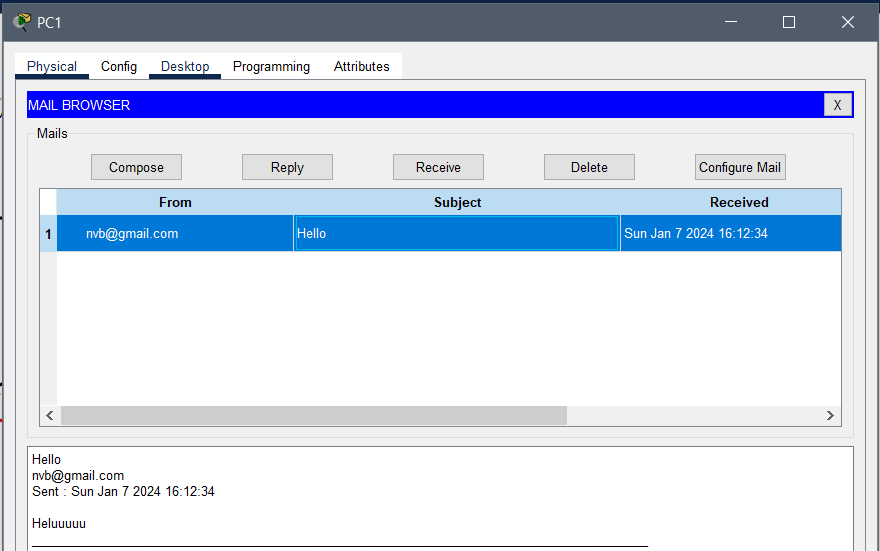 PC1
Physical Config Desktop Programming Attributes
MAIL BROWSER X
Mails
Compose Reply Receive Delete Configure Mail
From Subject Received
1 nvb@gmail.com Hello Sun Jan 7 2024 16:12:34
Hello
nvb@gmail.com
Sent : Sun Jan 7 2024 16:12:34
Heluuuuu